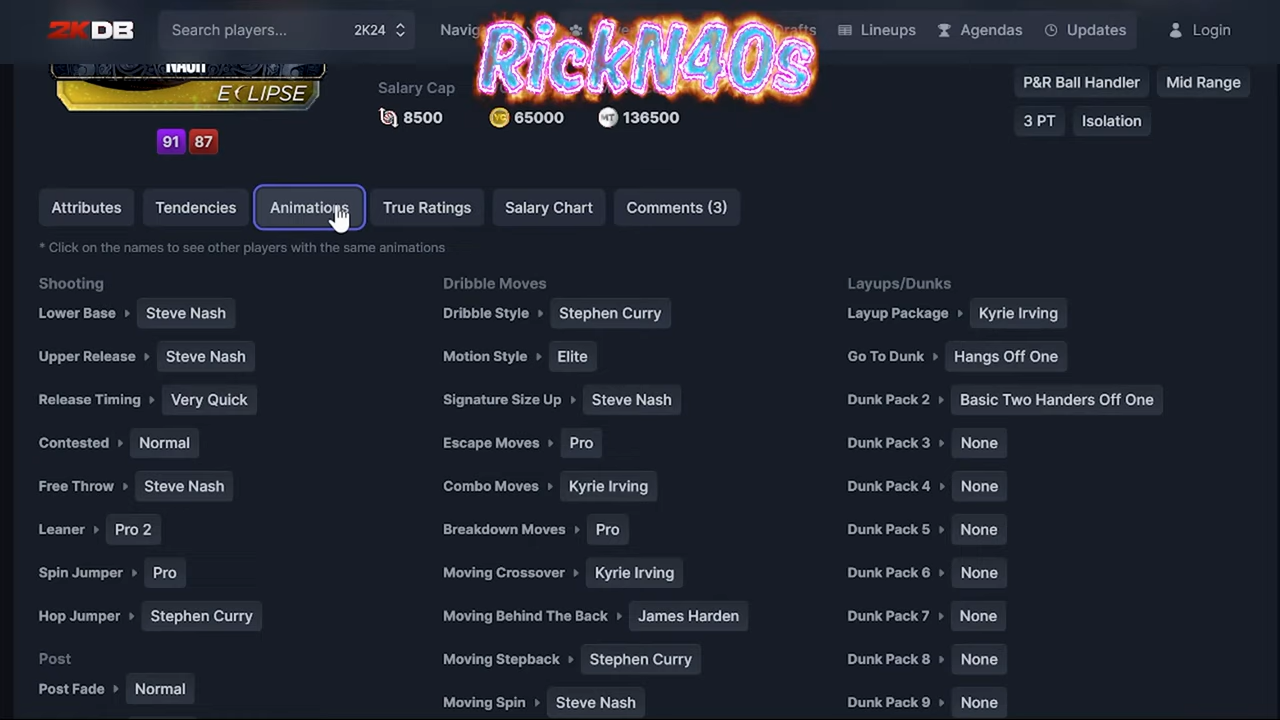 2KDB
Search players...
2K24
Navig
Drafts
Lineups
Agendas
Updates
Login
RickN40s
NASH
ECLIPSE
91 87
Salary Cap
8500
VC 65000
MT 136500
P&R Ball Handler
Mid Range
3 PT
Isolation
Attributes
Tendencies
Animations
True Ratings
Salary Chart
Comments (3)
* Click on the names to see other players with the same animations
Shooting
Lower Base Steve Nash
Upper Release Steve Nash
Release Timing Very Quick
Contested Normal
Free Throw Steve Nash
Leaner Pro 2
Spin Jumper Pro
Hop Jumper Stephen Curry
Post
Post Fade Normal
Dribble Moves
Dribble Style Stephen Curry
Motion Style Elite
Signature Size Up Steve Nash
Escape Moves Pro
Combo Moves Kyrie Irving
Breakdown Moves Pro
Moving Crossover Kyrie Irving
Moving Behind The Back James Harden
Moving Stepback Stephen Curry
Moving Spin Steve Nash
Layups/Dunks
Layup Package Kyrie Irving
Go To Dunk Hangs Off One
Dunk Pack 2 Basic Two Handers Off One
Dunk Pack 3 None
Dunk Pack 4 None
Dunk Pack 5 None
Dunk Pack 6 None
Dunk Pack 7 None
Dunk Pack 8 None
Dunk Pack 9 None